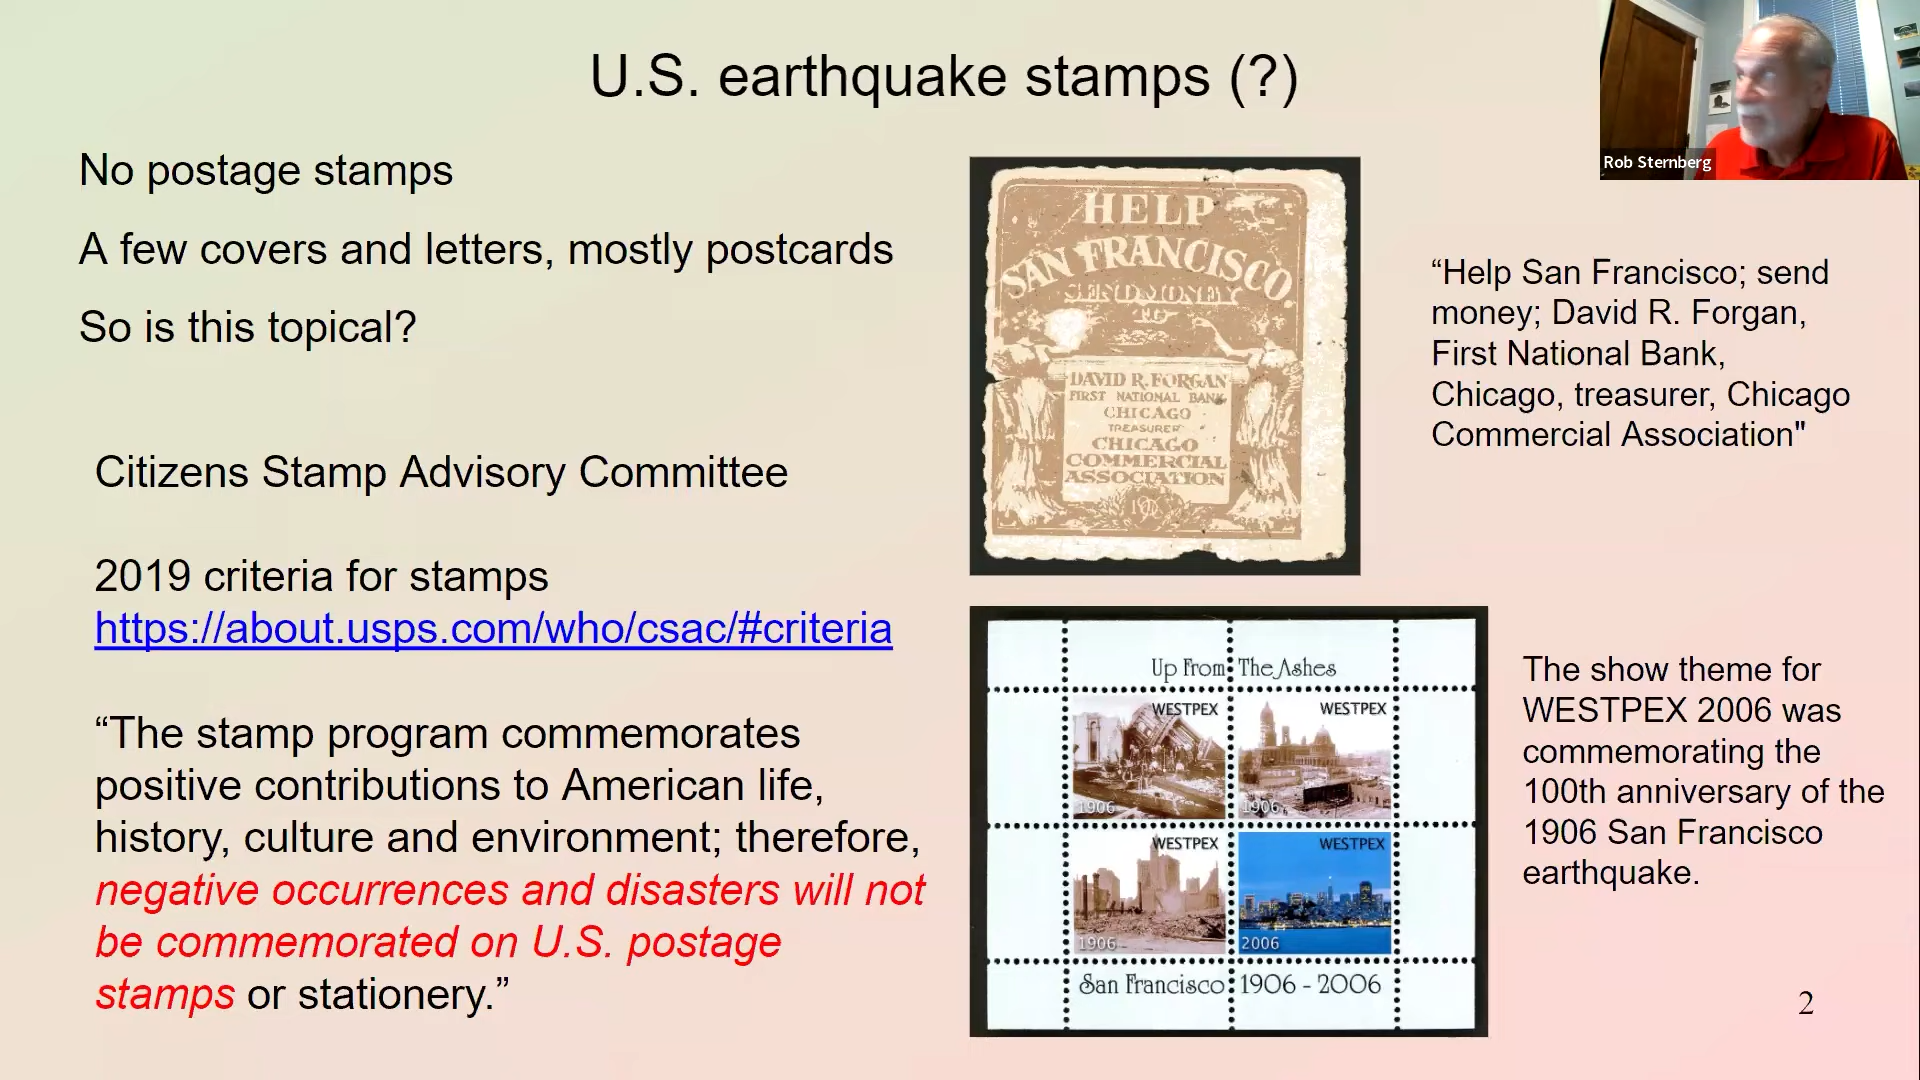 U.S. earthquake stamps (?)
Rob Sternberg
No postage stamps
A few covers and letters, mostly postcards
So is this topical?
Citizens Stamp Advisory Committee
2019 criteria for stamps
https://about.usps.com/who/csac/#criteria
“The stamp program commemorates
positive contributions to American life,
history, culture and environment; therefore,
negative occurrences and disasters will not
be commemorated on U.S. postage
stamps or stationery.”
HELP
SAN FRANCISCO.
SEND MONEY
TO
DAVID R. FORGAN
FIRST NATIONAL BANK
CHICAGO
TREASURER
CHICAGO
COMMERCIAL
ASSOCIATION
“Help San Francisco; send
money; David R. Forgan,
First National Bank,
Chicago, treasurer, Chicago
Commercial Association"
Up From The Ashes
WESTPEX
1906
WESTPEX
1906
WESTPEX
1906
WESTPEX
2006
San Francisco 1906 - 2006
The show theme for
WESTPEX 2006 was
commemorating the
100th anniversary of the
1906 San Francisco
earthquake.
2